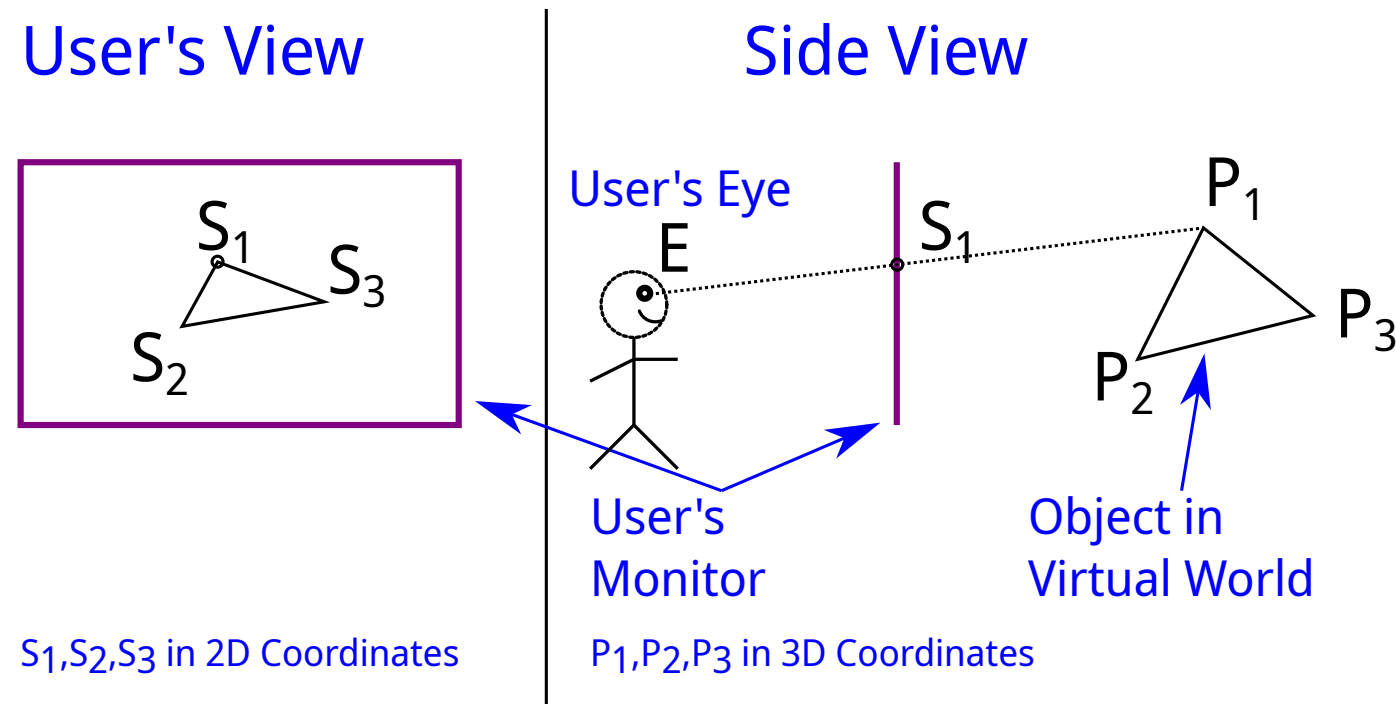 User's View
Side View
S1
S3
S2
User's Eye
E
S1
P1
P3
P2
User's
Monitor
Object in
Virtual World
S1,S2,S3 in 2D Coordinates
P1,P2,P3 in 3D Coordinates